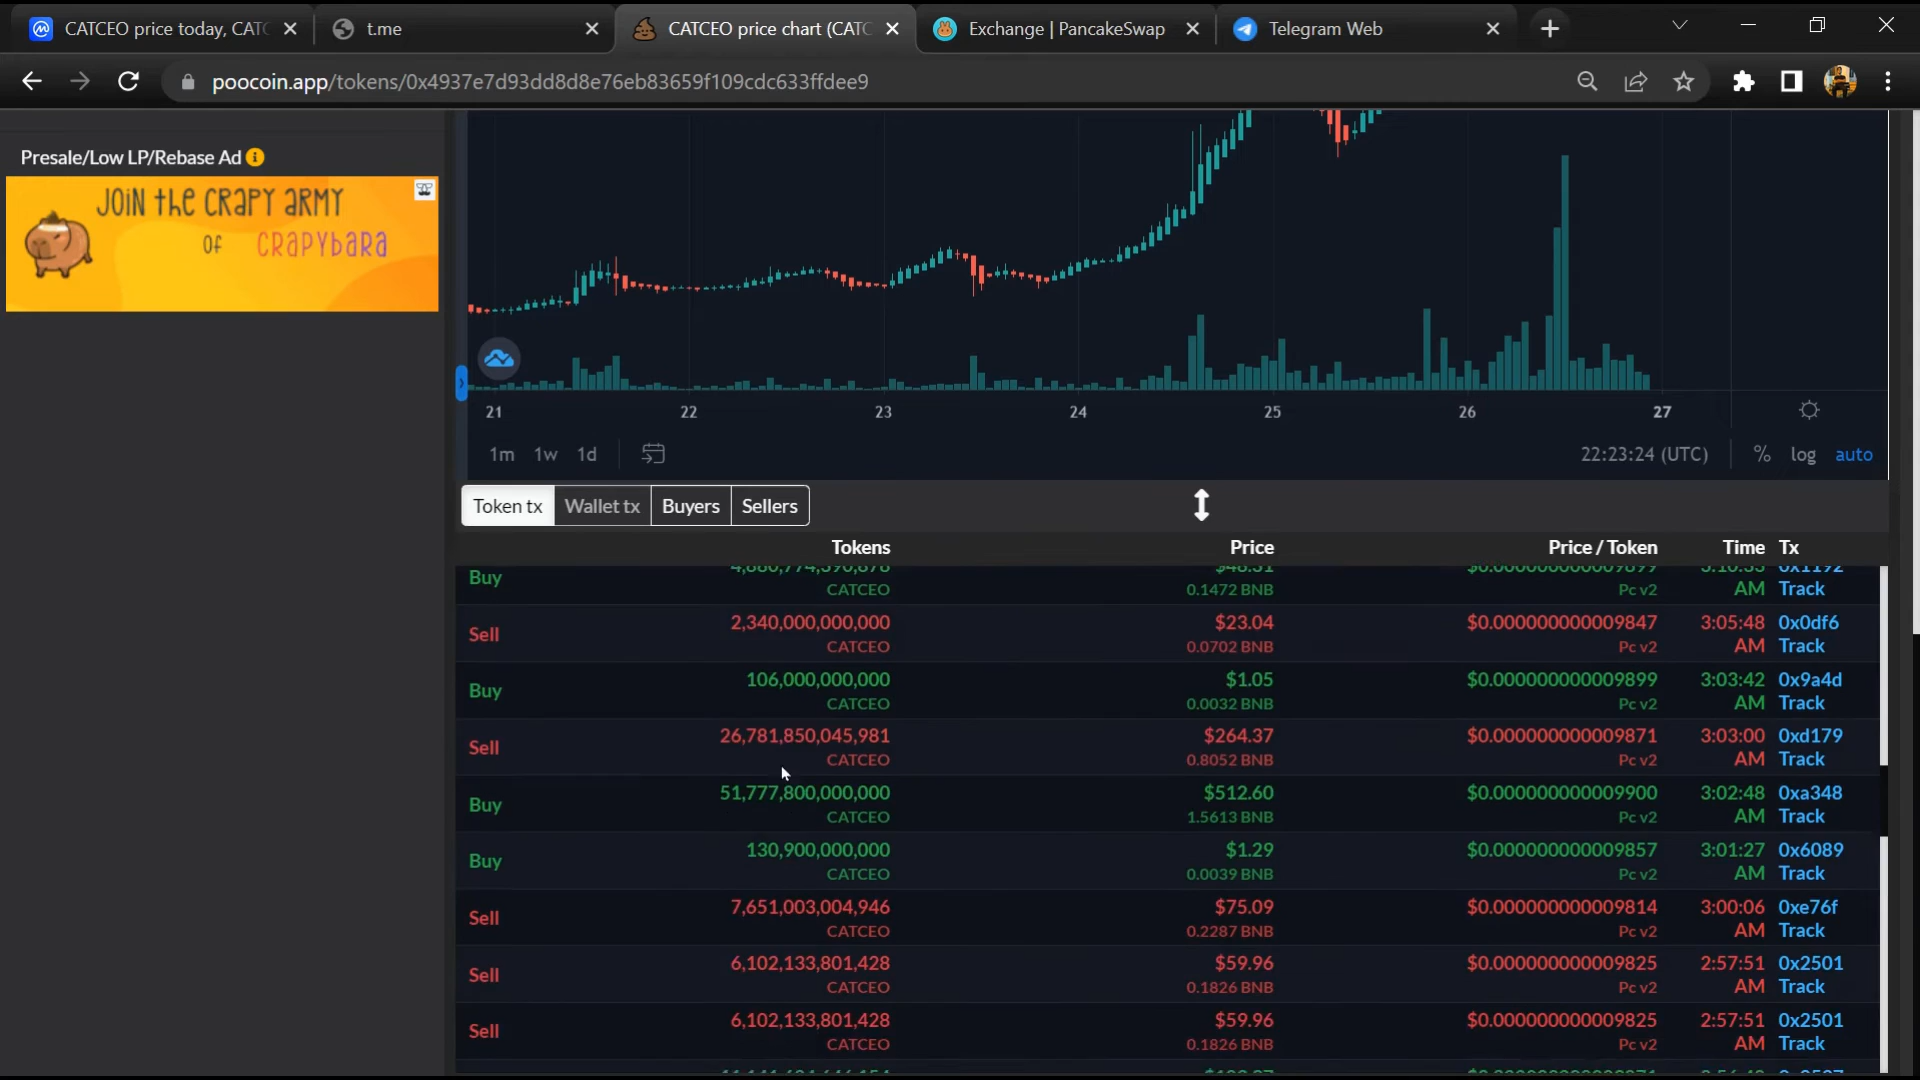 CATCEO price today, CATC
t.me
CATCEO price chart (CATC
Exchange | PancakeSwap
Telegram Web
poocoin.app/tokens/0x4937e7d93dd8d8e76eb83659f109cdc633ffdee9
Presale/Low LP/Rebase Ad
JOIN THE CRAPY ARMY
OF CRAPYBARA
21 22 23 24 25 26 27
1m 1w 1d 22:23:24 (UTC) % log auto
Token tx Wallet tx Buyers Sellers
Tokens Price Price / Token Time Tx
Buy
CATCEO 0.1472 BNB Pc v2 AM Track
Sell 2,340,000,000,000 $23.04 $0.000000000009847 3:05:48 0x0df6
CATCEO 0.0702 BNB Pc v2 AM Track
Buy 106,000,000,000 $1.05 $0.000000000009899 3:03:42 0x9a4d
CATCEO 0.0032 BNB Pc v2 AM Track
Sell 26,781,850,045,981 $264.37 $0.000000000009871 3:03:00 0xd179
CATCEO 0.8052 BNB Pc v2 AM Track
Buy 51,777,800,000,000 $512.60 $0.000000000009900 3:02:48 0xa348
CATCEO 1.5613 BNB Pc v2 AM Track
Buy 130,900,000,000 $1.29 $0.000000000009857 3:01:27 0x6089
CATCEO 0.0039 BNB Pc v2 AM Track
Sell 7,651,003,004,946 $75.09 $0.000000000009814 3:00:06 0xe76f
CATCEO 0.2287 BNB Pc v2 AM Track
Sell 6,102,133,801,428 $59.96 $0.000000000009825 2:57:51 0x2501
CATCEO 0.1826 BNB Pc v2 AM Track
Sell 6,102,133,801,428 $59.96 $0.000000000009825 2:57:51 0x2501
CATCEO 0.1826 BNB Pc v2 AM Track